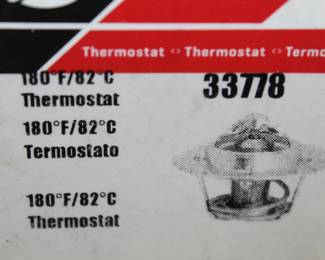 Thermostat <> Thermostat <> Termo
180°F/82°C
Thermostat
33778
180°F/82°C
Termostato
180°F/82°C
Thermostat